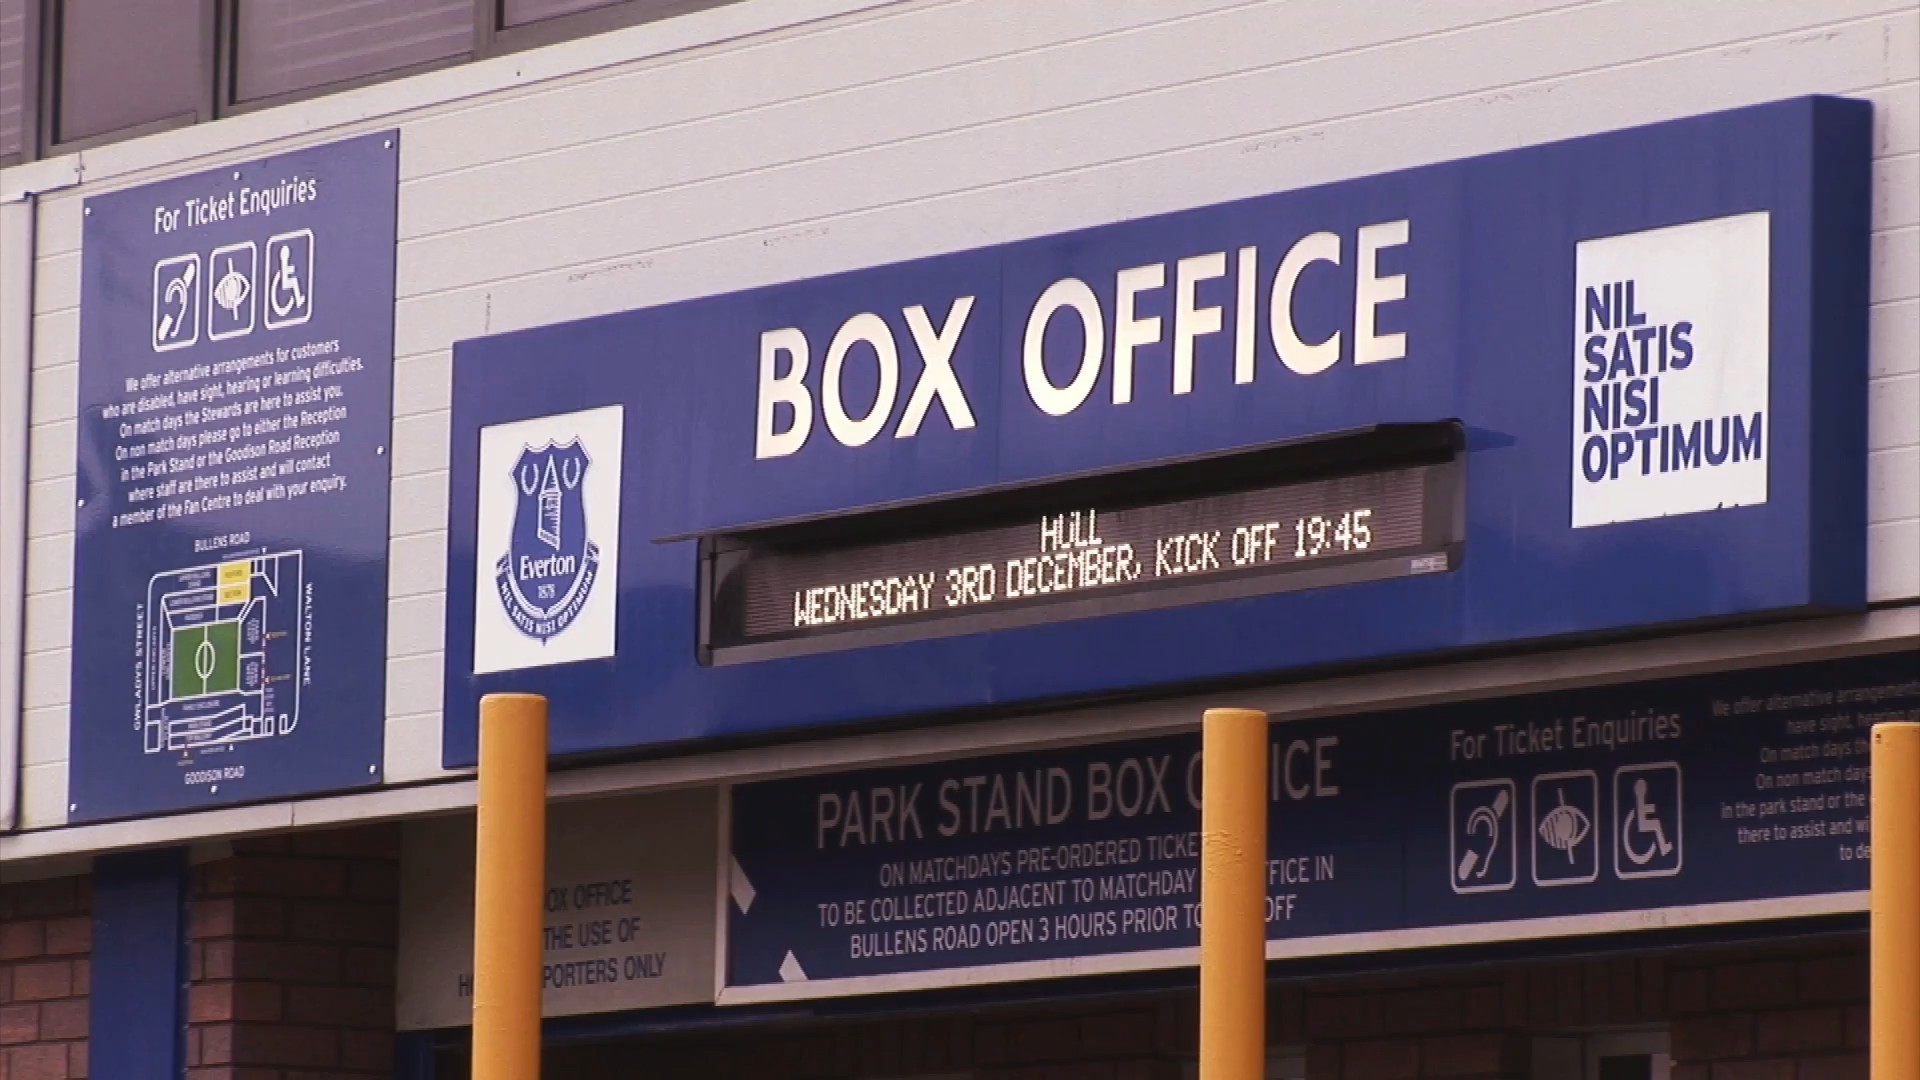 For Ticket Enquiries
We offer alternative arrangements for customers
who are disabled, have sight, hearing or learning difficulties.
On match days the Stewards are here to assist you.
On non match days please go to either the Reception
in the Park Stand or the Goodison Road Reception
where staff are there to assist and will contact
a member of the Fan Centre to deal with your enquiry.
BULLENS ROAD
GWLADYS STREET
WALTON LANE
GOODISON ROAD
BOX OFFICE
Everton
1878
NIL SATIS NISI OPTIMUM
HULL
WEDNESDAY 3RD DECEMBER, KICK OFF 19:45
NIL
SATIS
NISI
OPTIMUM
OX OFFICE
THE USE OF
PORTERS ONLY
PARK STAND BOX O ICE
ON MATCHDAYS PRE-ORDERED TICKE
TO BE COLLECTED ADJACENT TO MATCHDAY FFICE IN
BULLENS ROAD OPEN 3 HOURS PRIOR TO OFF
For Ticket Enquiries
We offer alternative arrangement
have sight,
On match days
On non match day
in the park stand or the
there to assist and wi
to de